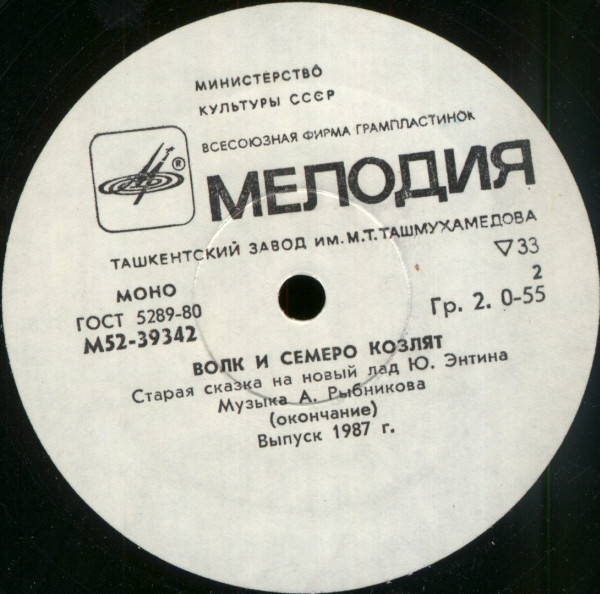 МИНИСТЕРСТВО
КУЛЬТУРЫ СССР
ВСЕСОЮЗНАЯ ФИРМА ГРАМПЛАСТИНОК
®
МЕЛОДИЯ
ТАШКЕНТСКИЙ ЗАВОД ИМ. М.Т. ТАШМУХАМЕДОВА
▽33
МОНО
2
ГОСТ 5289-80
Гр. 2. 0-55
М52-39342
ВОЛК И СЕМЕРО КОЗЛЯТ
Старая сказка на новый лад Ю. Энтина
Музыка А. Рыбникова
(окончание)
Выпуск 1987 г.